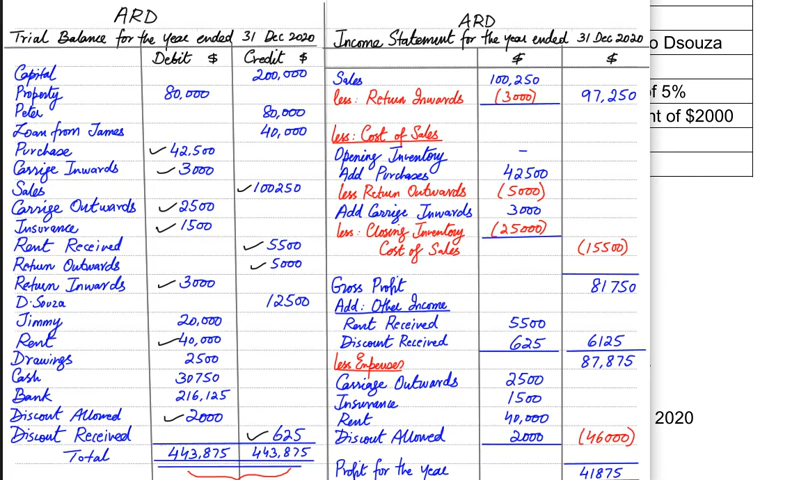 ARD
Trial Balance for the year ended 31 Dec 2020
Debit $ Credit $
Capital 200,000
Property 80,000
Peter 80,000
Loan from James 40,000
Purchase ✓ 42,500
Carrige Inwards ✓ 3000
Sales ✓ 100250
Carrige Outwards ✓ 2500
Insurance ✓ 1500
Rent Received ✓ 5500
Return Outwards ✓ 5000
Return Inwards ✓ 3000
D. Souza 12500
Jimmy 20,000
Rent ✓ 40,000
Drawings 2500
Cash 30750
Bank 216,125
Discout Allowed ✓ 2000
Discout Received ✓ 625
Total 443,875 443,875
ARD
Income Statement for the year ended 31 Dec 2020
$ $
Sales 100,250
less: Return Inwards (3000) 97,250
less: Cost of Sales
Opening Inventory –
Add Purchases 42500
less Return Outwards (5000)
Add Carrige Inwards 3000
less: Closing Inventory (25000)
Cost of Sales (15500)
Gross Profit 81750
Add: Other Income
Rent Received 5500
Discount Received 625 6125
less Expenses 87,875
Carriage Outwards 2500
Insurance 1500
Rent 40,000
Discout Allowed 2000 (46000)
Profit for the year 41875
o Dsouza
of 5%
nt of $2000
2020